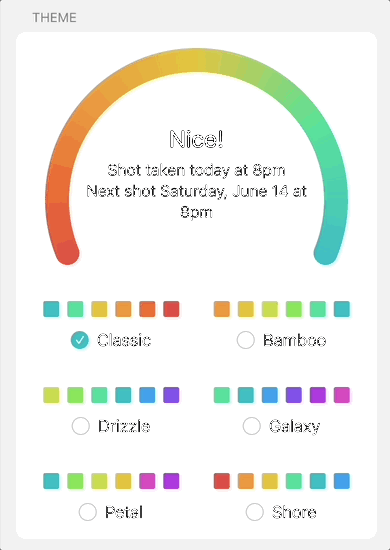 THEME
Nice!
Shot taken today at 8pm
Next shot Saturday, June 14 at
8pm
Classic
Bamboo
Drizzle
Galaxy
Petal
Shore